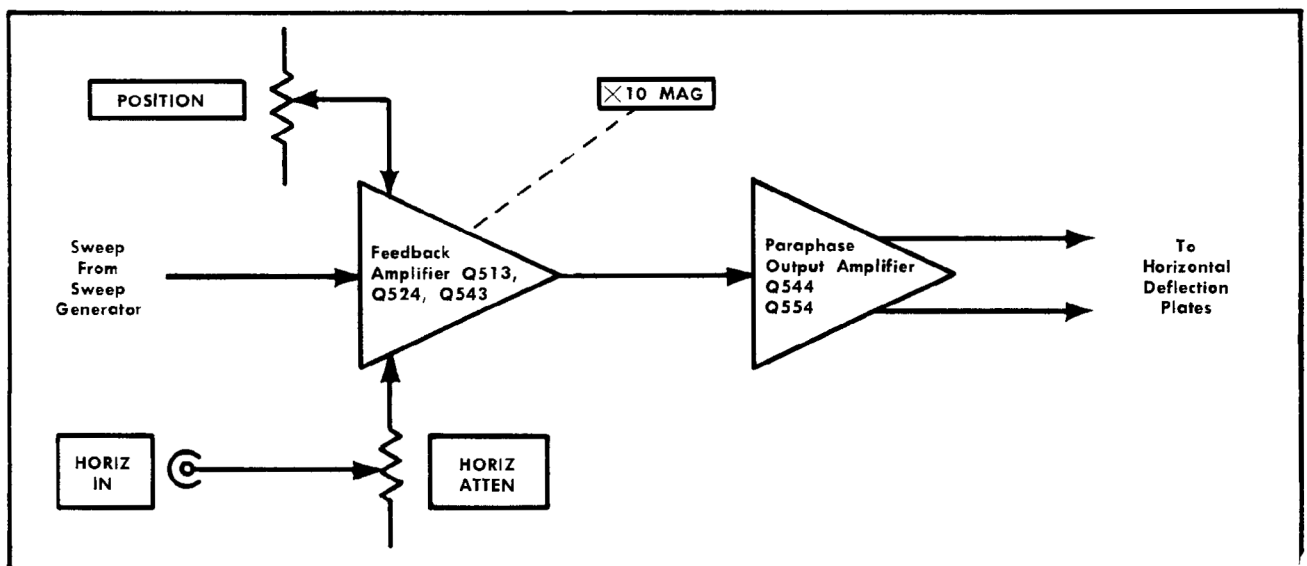 POSITION
×10 MAG
Sweep
From
Sweep
Generator
Feedback
Amplifier Q513,
Q524, Q543
Paraphase
Output Amplifier
Q544
Q554
To
Horizontal
Deflection
Plates
HORIZ
IN
HORIZ
ATTEN